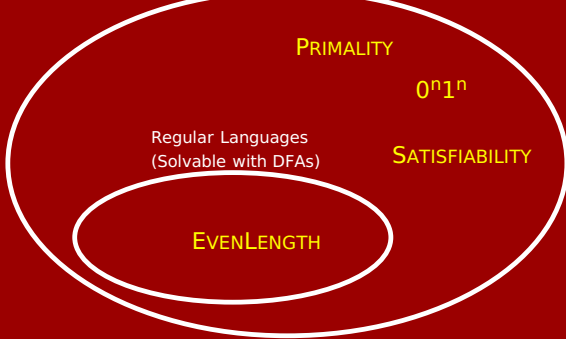 PRIMALITY
0ⁿ1ⁿ
Regular Languages
(Solvable with DFAs)
SATISFIABILITY
EVENLENGTH